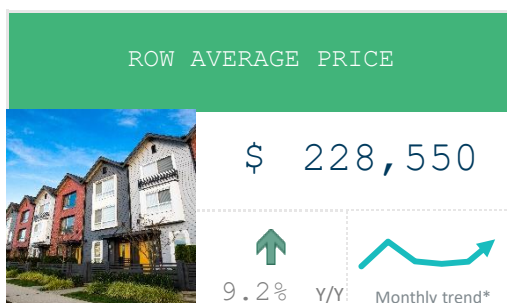 ROW AVERAGE PRICE
$ 228,550
9.2% Y/Y
Monthly trend*